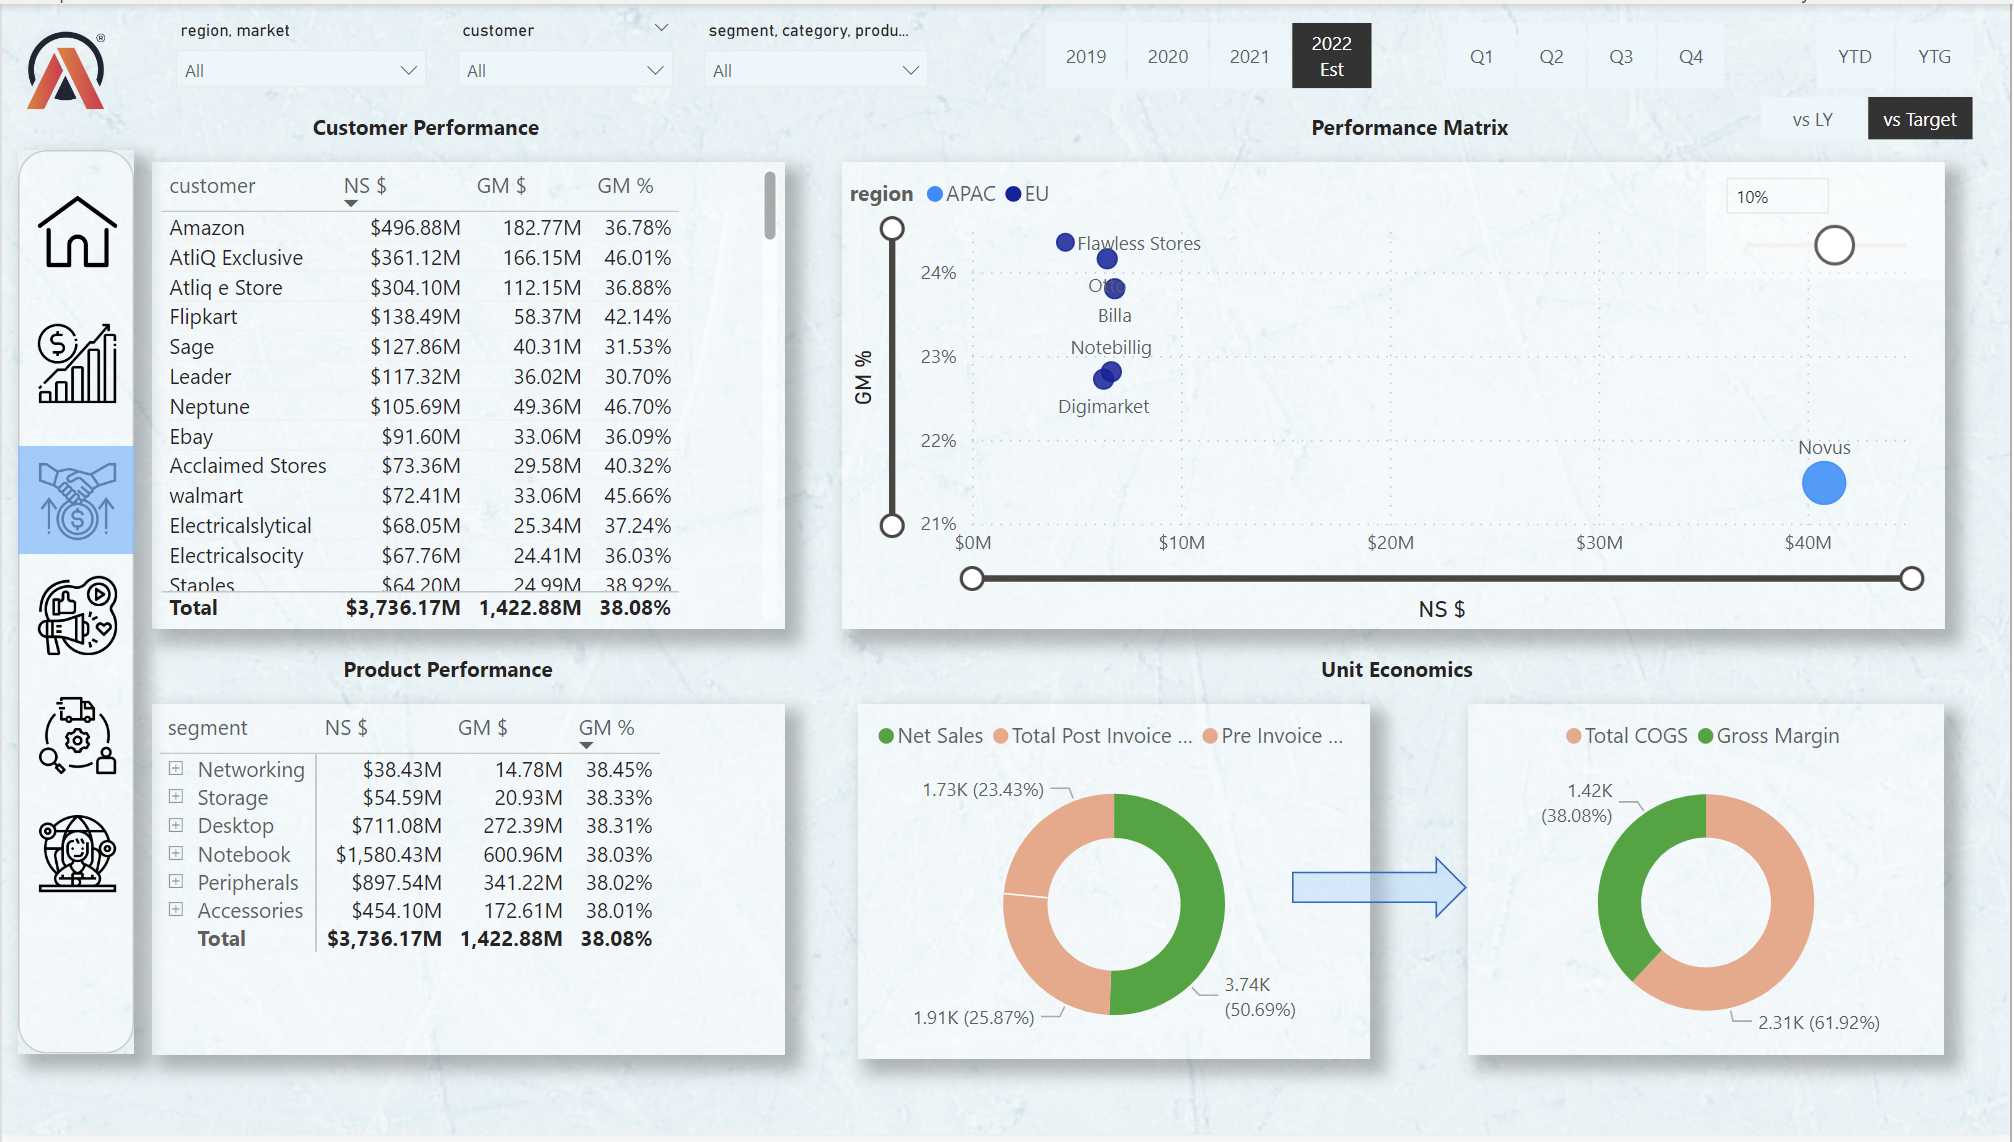 region, market
customer
segment, category, produ...
All
All
All
2019
2020
2021
2022
Est
Q1
Q2
Q3
Q4
YTD
YTG
vs LY
vs Target
Customer Performance
customer NS $ GM $ GM %
Amazon $496.88M 182.77M 36.78%
AtliQ Exclusive $361.12M 166.15M 46.01%
Atliq e Store $304.10M 112.15M 36.88%
Flipkart $138.49M 58.37M 42.14%
Sage $127.86M 40.31M 31.53%
Leader $117.32M 36.02M 30.70%
Neptune $105.69M 49.36M 46.70%
Ebay $91.60M 33.06M 36.09%
Acclaimed Stores $73.36M 29.58M 40.32%
walmart $72.41M 33.06M 45.66%
Electricalslytical $68.05M 25.34M 37.24%
Electricalsocity $67.76M 24.41M 36.03%
Staples $64.20M 24.99M 38.92%
Total $3,736.17M 1,422.88M 38.08%
Performance Matrix
region APAC EU
10%
GM %
24%
23%
22%
21%
Flawless Stores
Otto
Billa
Notebillig
Digimarket
Novus
$0M $10M $20M $30M $40M
NS $
Product Performance
segment NS $ GM $ GM %
Networking $38.43M 14.78M 38.45%
Storage $54.59M 20.93M 38.33%
Desktop $711.08M 272.39M 38.31%
Notebook $1,580.43M 600.96M 38.03%
Peripherals $897.54M 341.22M 38.02%
Accessories $454.10M 172.61M 38.01%
Total $3,736.17M 1,422.88M 38.08%
Unit Economics
Net Sales Total Post Invoice ... Pre Invoice ...
1.73K (23.43%)
3.74K
(50.69%)
1.91K (25.87%)
Total COGS Gross Margin
1.42K
(38.08%)
2.31K (61.92%)